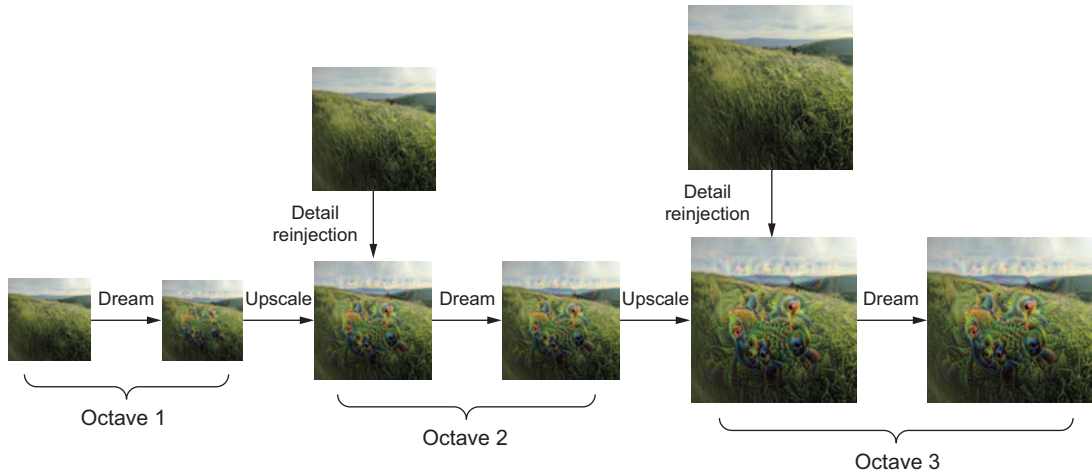 Detail
reinjection
Detail
reinjection
Dream
Upscale
Dream
Upscale
Dream
Octave 1
Octave 2
Octave 3